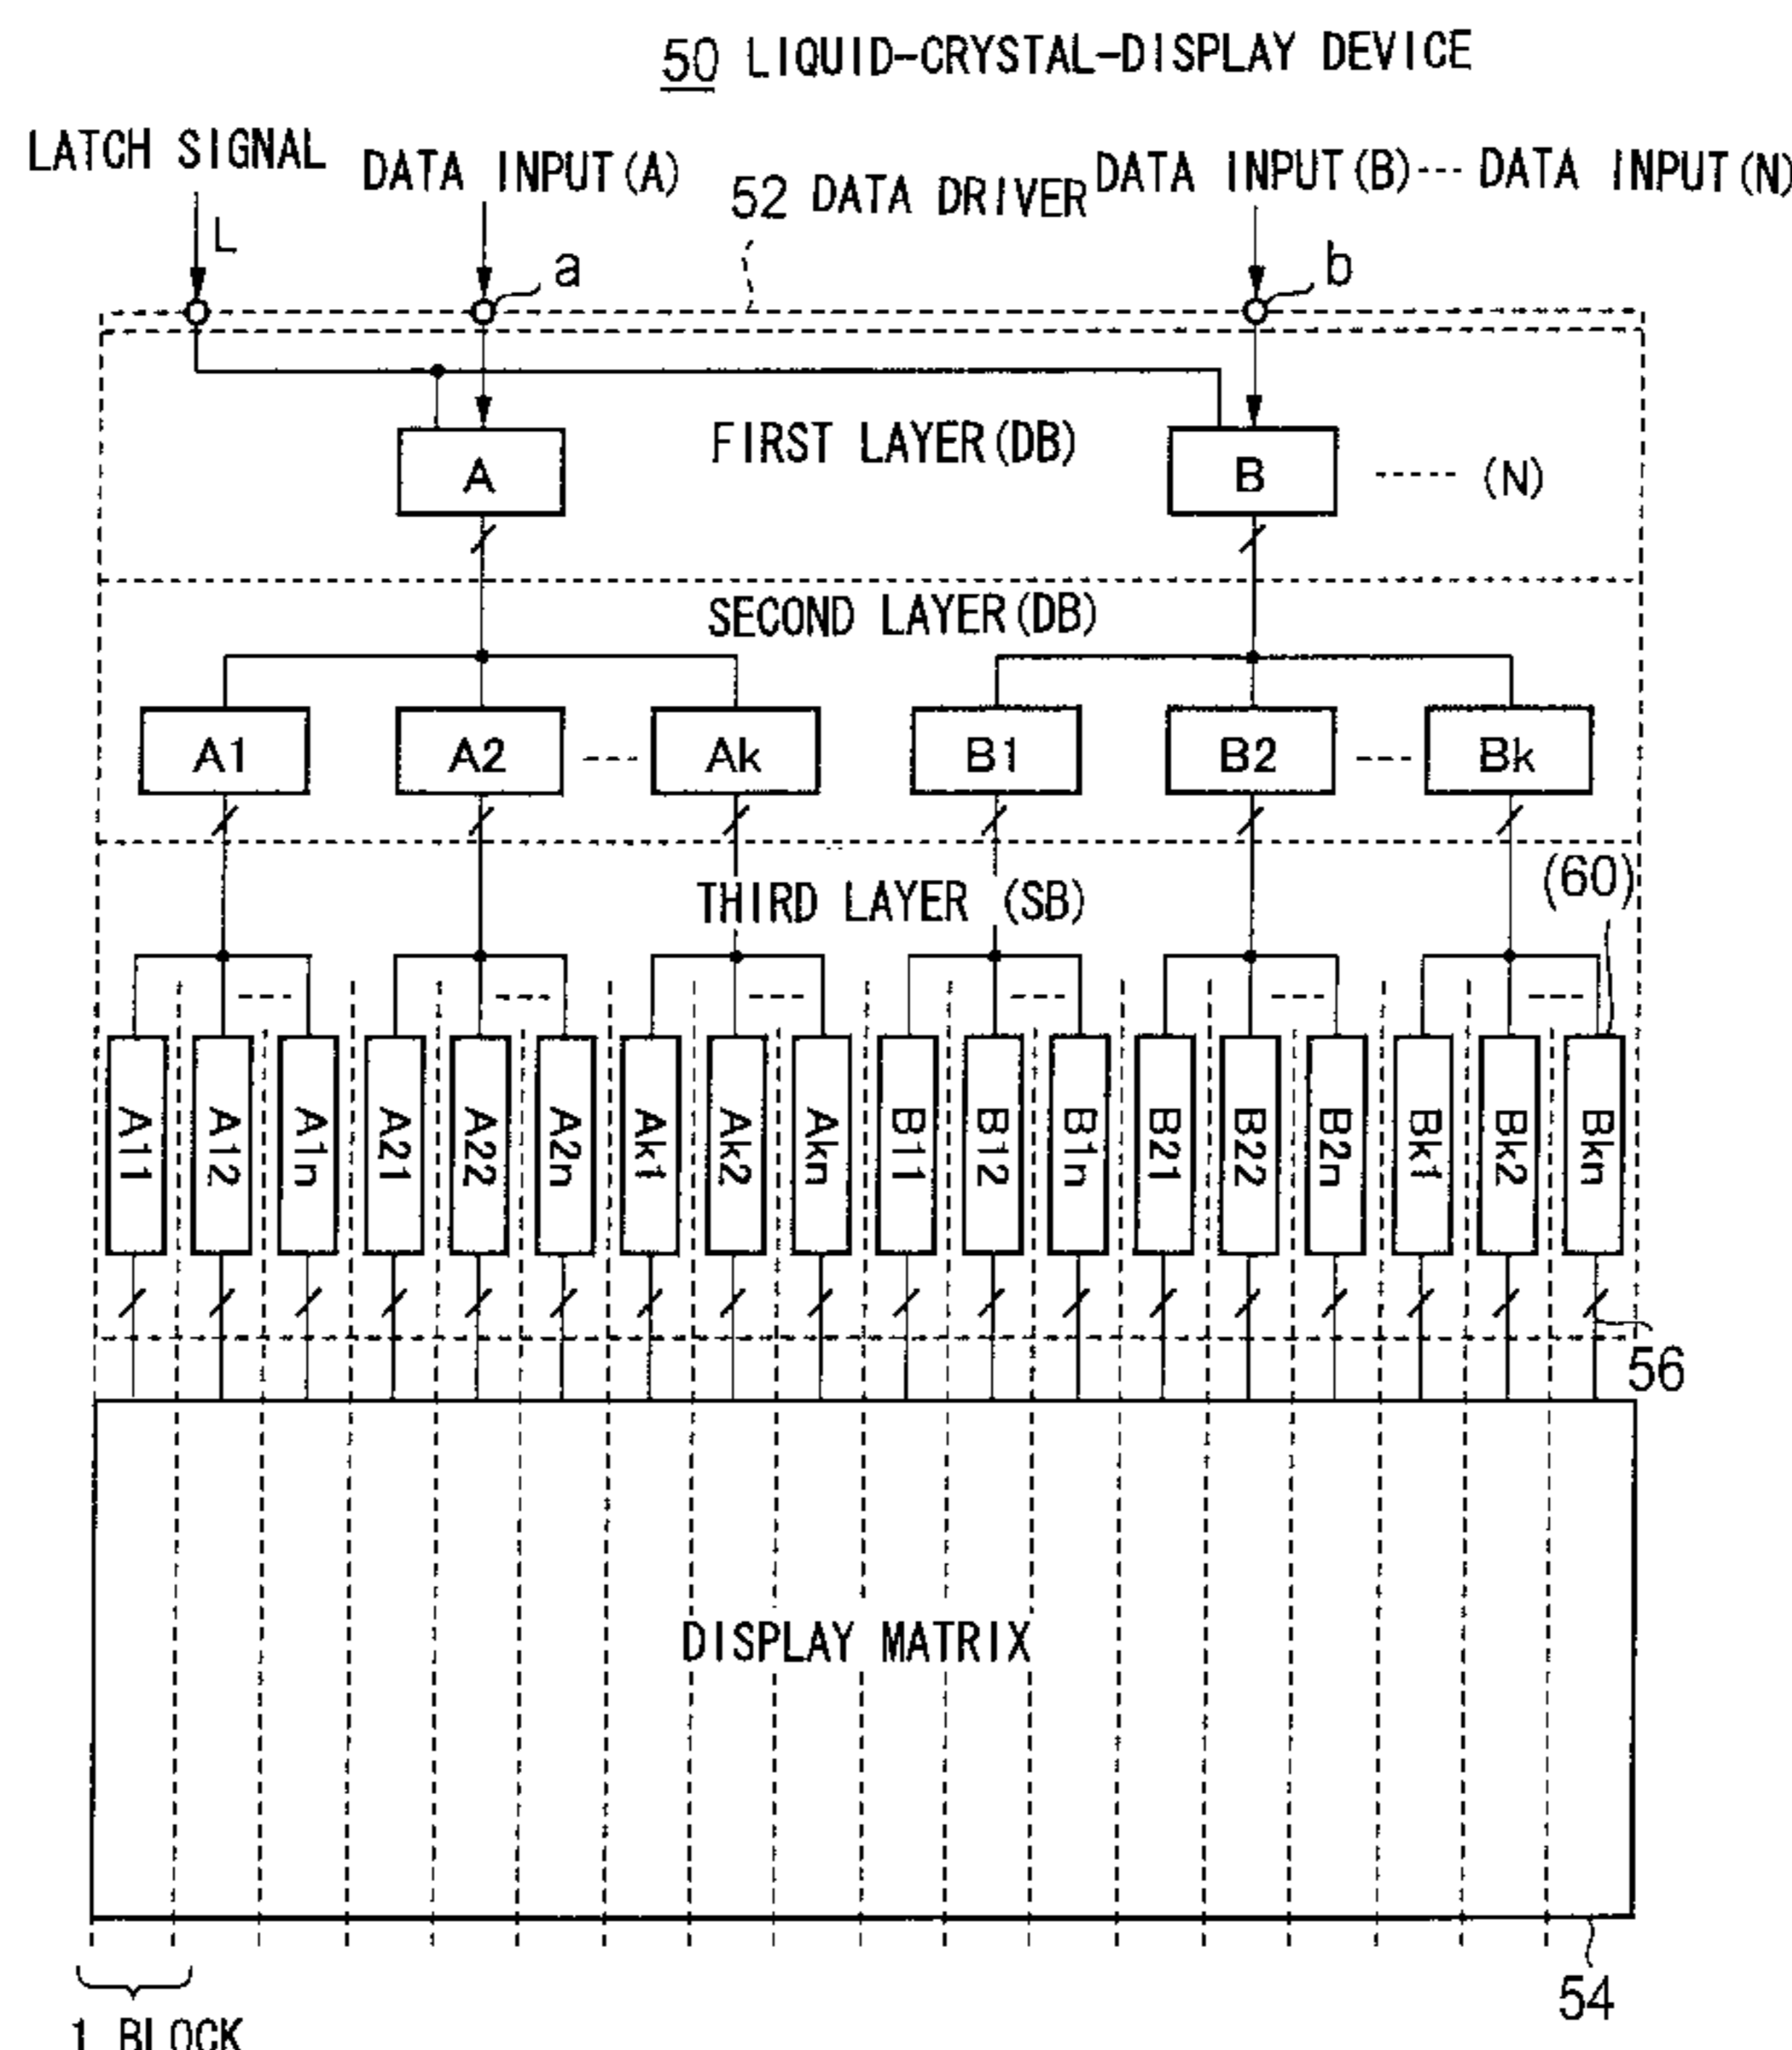 50 LIQUID-CRYSTAL-DISPLAY DEVICE
LATCH SIGNAL
DATA INPUT(A)
52 DATA DRIVER
DATA INPUT(B)--- DATA INPUT(N)
L
a
b
FIRST LAYER(DB)
A
B
----- (N)
SECOND LAYER(DB)
A1
A2
---
Ak
B1
B2
---
Bk
THIRD LAYER (SB)
(60)
--- --- --- --- --- ---
A11
A12
A1n
A21
A22
A2n
Ak1
Ak2
Akn
B11
B12
B1n
B21
B22
B2n
Bk1
Bk2
Bkn
56
DISPLAY MATRIX
54
1 BLOCK